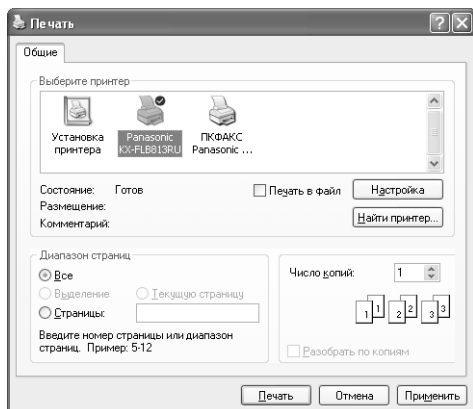 Печать
Общие
Выберите принтер
Установка принтера
Panasonic KX-FLB813RU
ПКФАКС Panasonic ...
Состояние: Готов
Печать в файл
Настройка
Размещение:
Комментарий:
Найти принтер...
Диапазон страниц
Все
Выделение
Текущую страницу
Страницы:
Введите номер страницы или диапазон
страниц. Пример: 5-12
Число копий: 1
1 1 2 2 3 3
Разобрать по копиям
Печать
Отмена
Применить